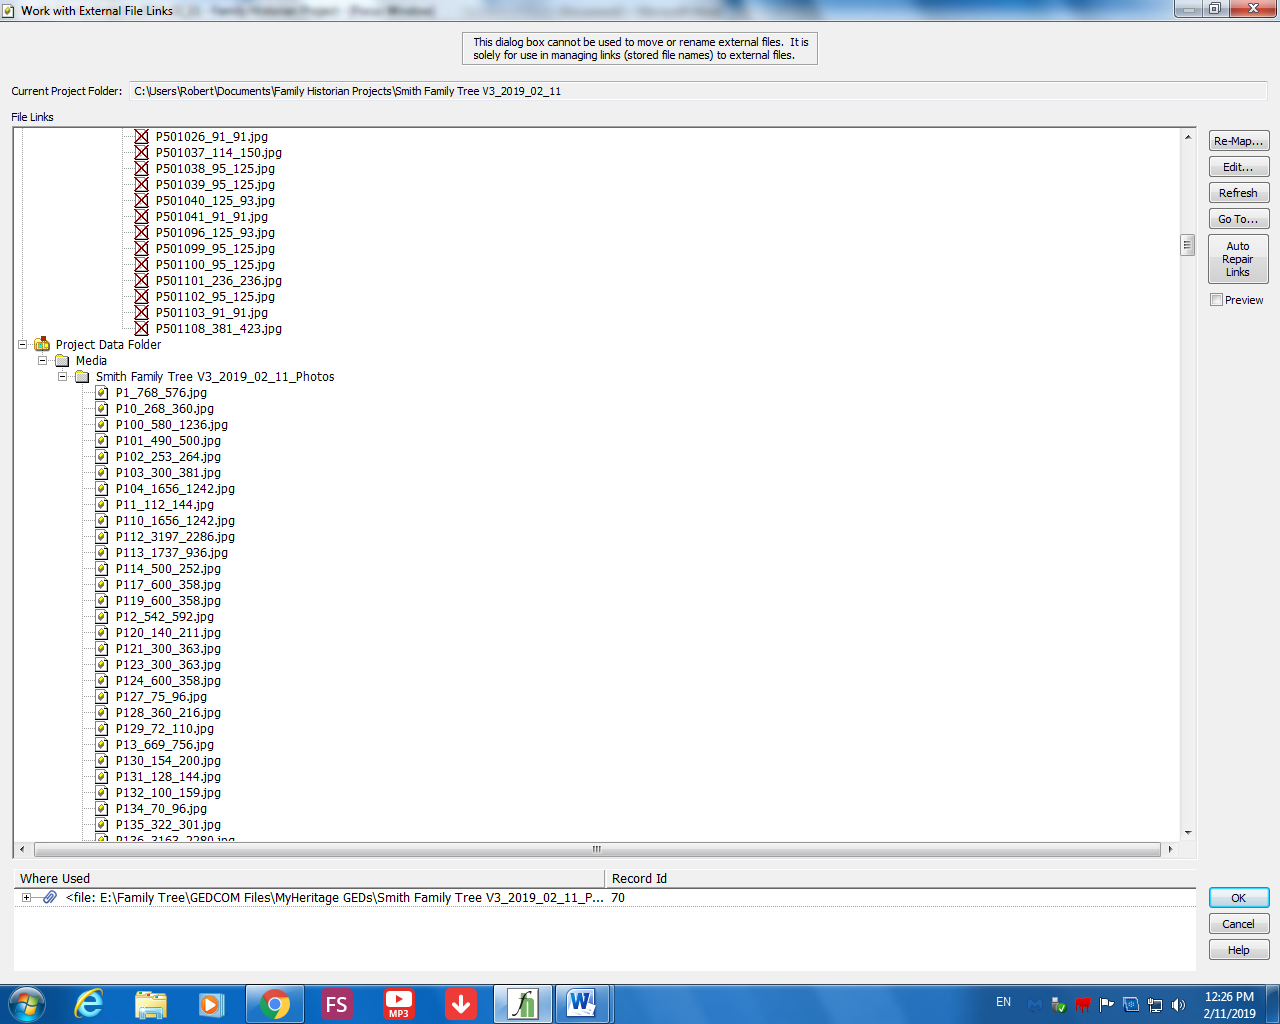 Work with External File Links
This dialog box cannot be used to move or rename external files. It is
solely for use in managing links (stored file names) to external files.
Current Project Folder: C:\Users\Robert\Documents\Family Historian Projects\Smith Family Tree V3_2019_02_11
File Links
P501026_91_91.jpg
P501037_114_150.jpg
P501038_95_125.jpg
P501039_95_125.jpg
P501040_125_93.jpg
P501041_91_91.jpg
P501096_125_93.jpg
P501099_95_125.jpg
P501100_95_125.jpg
P501101_236_236.jpg
P501102_95_125.jpg
P501103_91_91.jpg
P501108_381_423.jpg
Project Data Folder
Media
Smith Family Tree V3_2019_02_11_Photos
P1_768_576.jpg
P10_268_360.jpg
P100_580_1236.jpg
P101_490_500.jpg
P102_253_264.jpg
P103_300_381.jpg
P104_1656_1242.jpg
P11_112_144.jpg
P110_1656_1242.jpg
P112_3197_2286.jpg
P113_1737_936.jpg
P114_500_252.jpg
P117_600_358.jpg
P119_600_358.jpg
P12_542_592.jpg
P120_140_211.jpg
P121_300_363.jpg
P123_300_363.jpg
P124_600_358.jpg
P127_75_96.jpg
P128_360_216.jpg
P129_72_110.jpg
P13_669_756.jpg
P130_154_200.jpg
P131_128_144.jpg
P132_100_159.jpg
P134_70_96.jpg
P135_322_301.jpg
P136_3163_2280.jpg
Re-Map...
Edit...
Refresh
Go To...
Auto
Repair
Links
Preview
Where Used Record Id
<file: E:\Family Tree\GEDCOM Files\MyHeritage GEDs\Smith Family Tree V3_2019_02_11_P... 70
OK
Cancel
Help
FS
MP3
W
EN
12:26 PM
2/11/2019